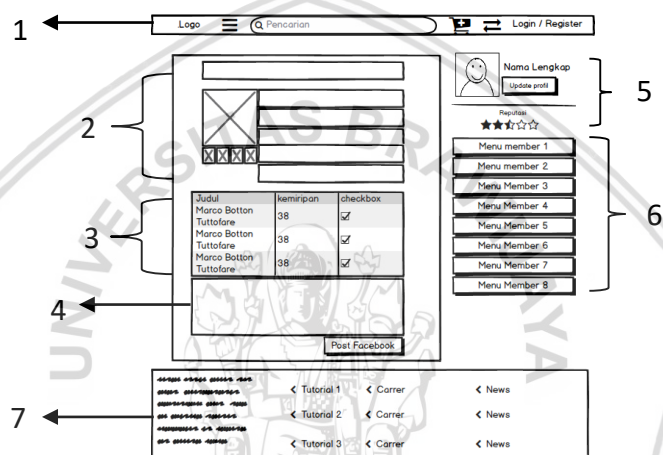 1
.Logo
Pencarian
Login / Register
2
Nama Lengkap
Update profil
Reputasi
5
Judul kemiripan checkbox
Marco Botton
Tuttofare
38
Marco Botton
Tuttofare
38
Marco Botton
Tuttofare
38
3
4
Post Facebook
Menu member 1
Menu member 2
Menu Member 3
Menu Member 4
Menu Member 5
Menu Member 6
Menu Member 7
Menu Member 8
6
7
Tutorial 1 Carrer News
Tutorial 2 Carrer News
Tutorial 3 Carrer News
UNIVERSITAS BRAWIJAYA